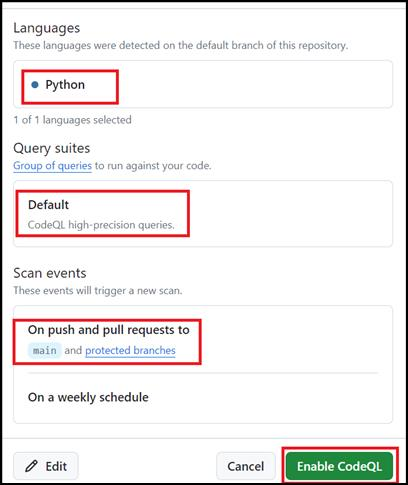 Languages
These languages were detected on the default branch of this repository.
Python
1 of 1 languages selected
Query suites
Group of queries to run against your code.
Default
CodeQL high-precision queries.
Scan events
These events will trigger a new scan.
On push and pull requests to
main and protected branches
On a weekly schedule
Edit
Cancel
Enable CodeQL